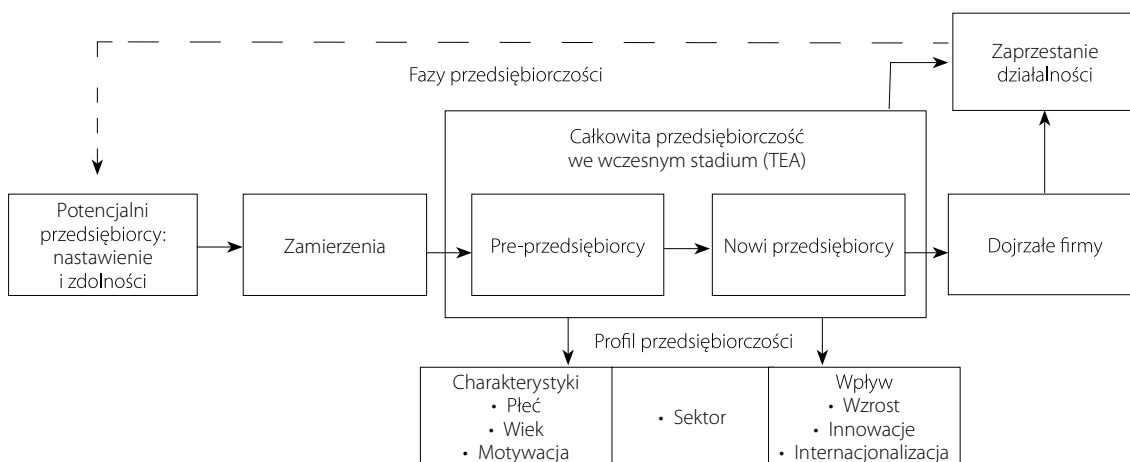 Zaprzestanie
działalności
Fazy przedsiębiorczości
Całkowita przedsiębiorczość
we wczesnym stadium (TEA)
Potencjalni
przedsiębiorcy:
nastawienie
i zdolności
Zamierzenia
Pre-przedsiębiorcy
Nowi przedsiębiorcy
Dojrzałe firmy
Profil przedsiębiorczości
Charakterystyki
• Płeć
• Wiek
• Motywacja
• Sektor
Wpływ
• Wzrost
• Innowacje
• Internacjonalizacja